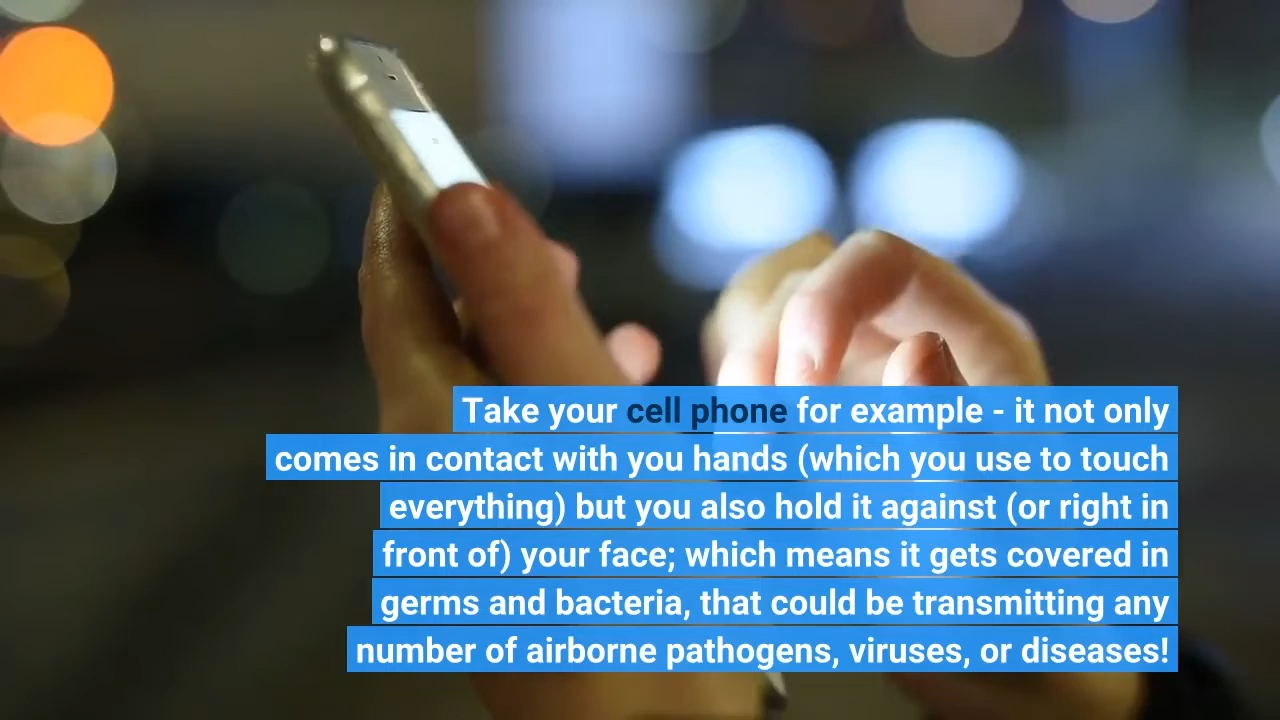 Take your cell phone for example - it not only
comes in contact with you hands (which you use to touch
everything) but you also hold it against (or right in
front of) your face; which means it gets covered in
germs and bacteria, that could be transmitting any
number of airborne pathogens, viruses, or diseases!